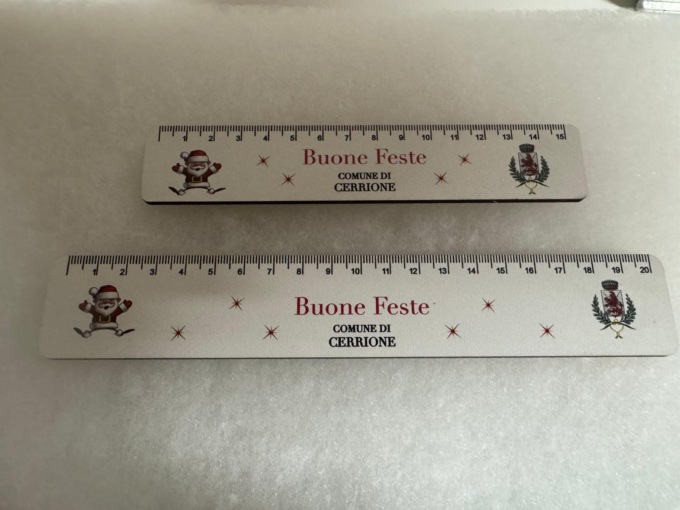 1 2 3 4 5 6 7 8 9 10 11 12 13 14 15
Buone Feste
COMUNE DI
CERRIONE
1 2 3 4 5 6 7 8 9 10 11 12 13 14 15 16 17 18 19 20
Buone Feste
COMUNE DI
CERRIONE